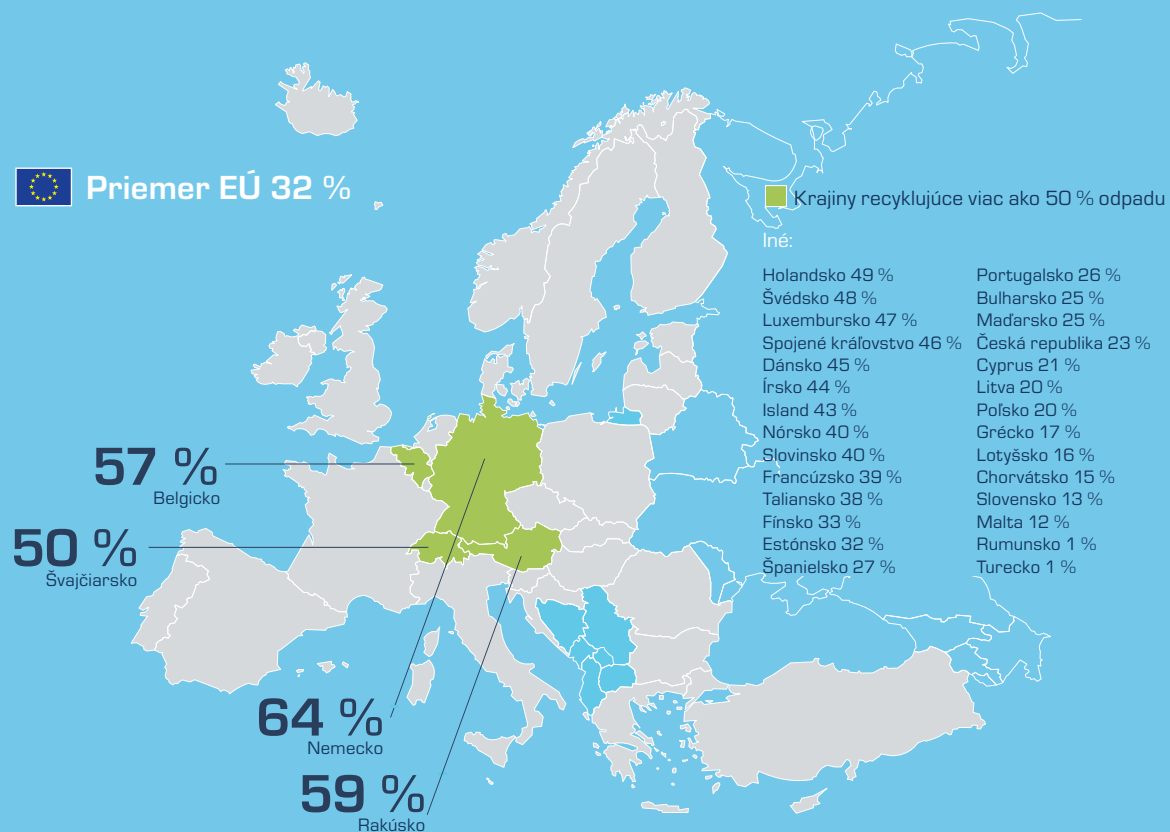 Priemer EÚ 32 %
Krajiny recyklujúce viac ako 50 % odpadu
Iné:
Holandsko 49 %
Švédsko 48 %
Luxembursko 47 %
Spojené kráľovstvo 46 %
Dánsko 45 %
Írsko 44 %
Island 43 %
Nórsko 40 %
Slovinsko 40 %
Francúzsko 39 %
Taliansko 38 %
Fínsko 33 %
Estónsko 32 %
Španielsko 27 %
Portugalsko 26 %
Bulharsko 25 %
Maďarsko 25 %
Česká republika 23 %
Cyprus 21 %
Litva 20 %
Poľsko 20 %
Grécko 17 %
Lotyšsko 16 %
Chorvátsko 15 %
Slovensko 13 %
Malta 12 %
Rumunsko 1 %
Turecko 1 %
57 %
Belgicko
50 %
Švajčiarsko
64 %
Nemecko
59 %
Rakúsko